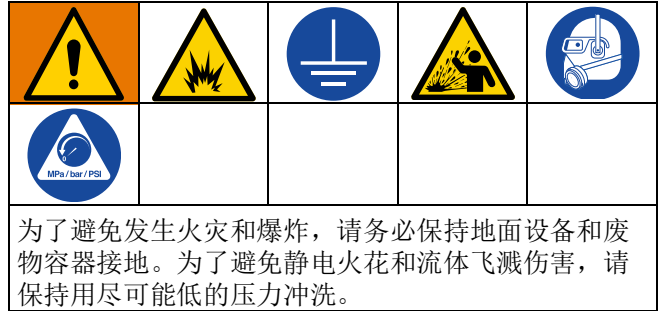 MPa/bar/PSI
为了避免发生火灾和爆炸，请务必保持地面设备和废
物容器接地。为了避免静电火花和流体飞溅伤害，请
保持用尽可能低的压力冲洗。